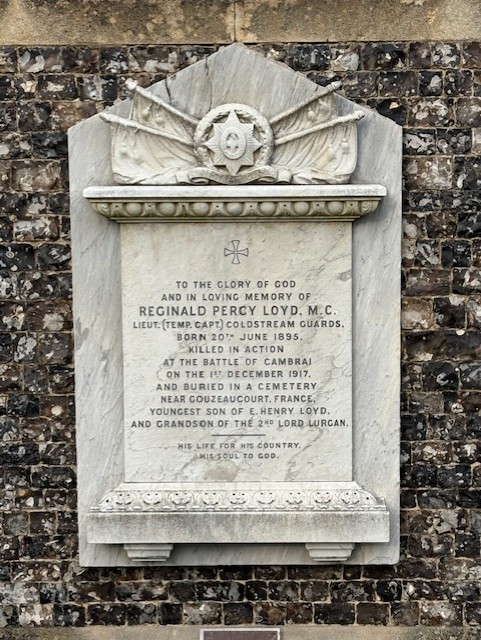 TO THE GLORY OF GOD
AND IN LOVING MEMORY OF
REGINALD PERCY LOYD, M.C.
LIEUT. (TEMP. CAPT.) COLDSTREAM GUARDS.
BORN 20TH JUNE 1895.
KILLED IN ACTION
AT THE BATTLE OF CAMBRAI
ON THE 1ST DECEMBER 1917.
AND BURIED IN A CEMETERY
NEAR GOUZEAUCOURT, FRANCE,
YOUNGEST SON OF E. HENRY LOYD,
AND GRANDSON OF THE 2ND LORD LURGAN.
HIS LIFE FOR HIS COUNTRY.
HIS SOUL TO GOD.